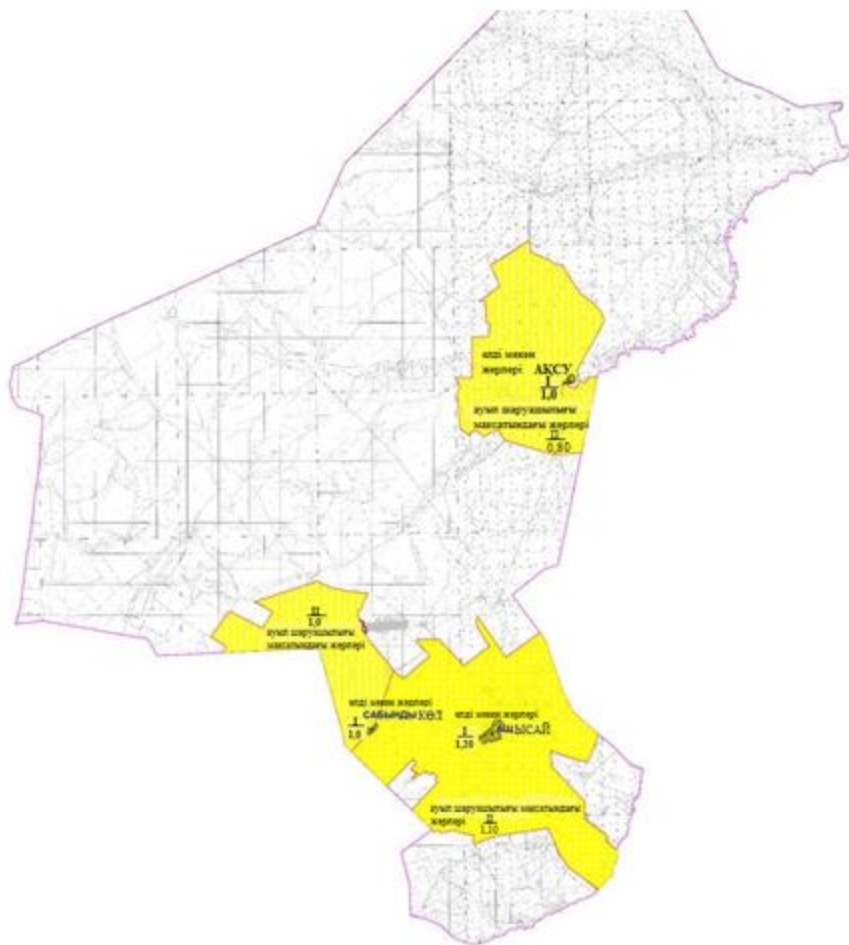 елді мекен
жерлері АҚСУ
I
1,0
ауыл шаруашылығы
мақсатындағы жерлері
II
0,80
II
1,0
ауыл шаруашылығы
мақсатындағы жерлері
елді мекен жерлері
САБЫНДЫКӨЛ
I
1,0
елді мекен жерлері
I
1,20
ауыл шаруашылығы мақсатындағы
жерлері
II
1,10